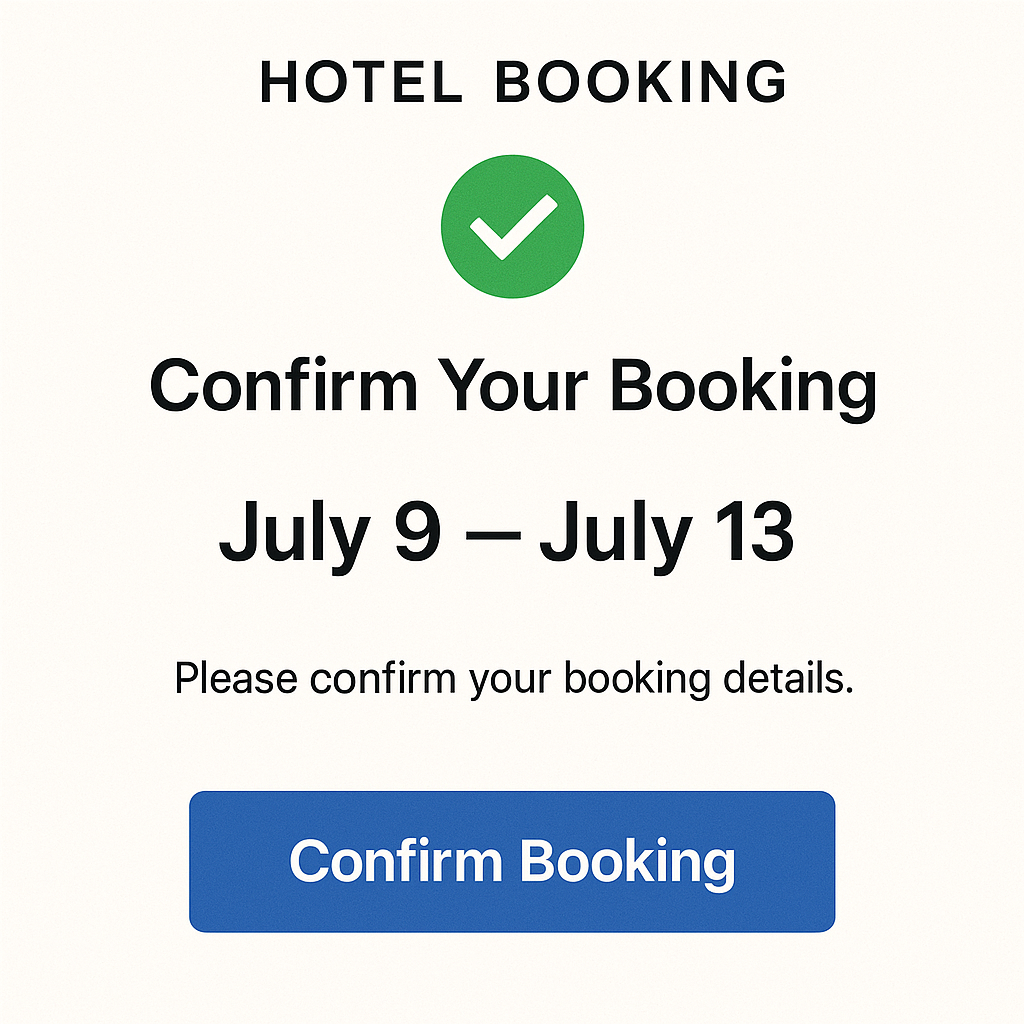 HOTEL BOOKING
Confirm Your Booking
July 9 — July 13
Please confirm your booking details.
Confirm Booking